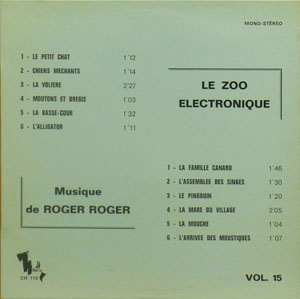 MONO-STÉREO
1 - LE PETIT CHAT 1'12
2 - CHIENS MECHANTS 1'14
3 - LA VOLIERE 2'27
4 - MOUTONS ET BREBIS 1'03
5 - LA BASSE-COUR 1'32
6 - L'ALLIGATOR 1'11
LE ZOO
ELECTRONIQUE
1 - LA FAMILLE CANARD 1'46
2 - L'ASSEMBLEE DES SINGES 1'30
3 - LE PINGOUIN 1'20
4 - LA MARE DU VILLAGE 2'05
5 - LA MOUCHE 1'04
6 - L'ARRIVEE DES MOUSTIQUES 1'07
Musique
de ROGER ROGER
VOL. 15